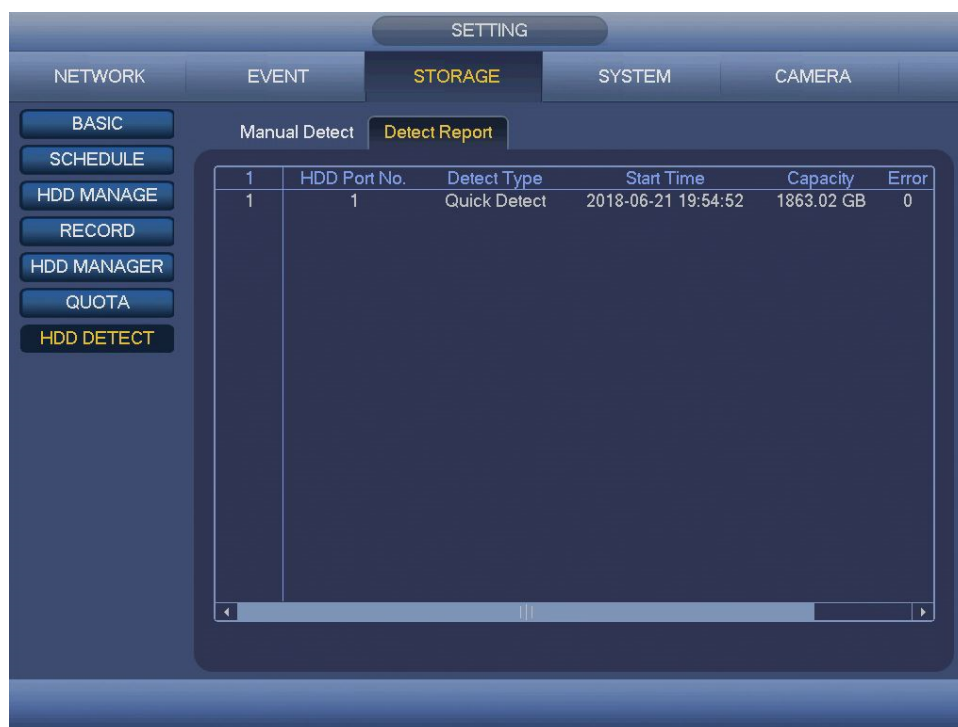 SETTING
NETWORK EVENT STORAGE SYSTEM CAMERA
BASIC
SCHEDULE
HDD MANAGE
RECORD
HDD MANAGER
QUOTA
HDD DETECT
Manual Detect Detect Report
1 HDD Port No. Detect Type Start Time Capacity Error
1 1 Quick Detect 2018-06-21 19:54:52 1863.02 GB 0